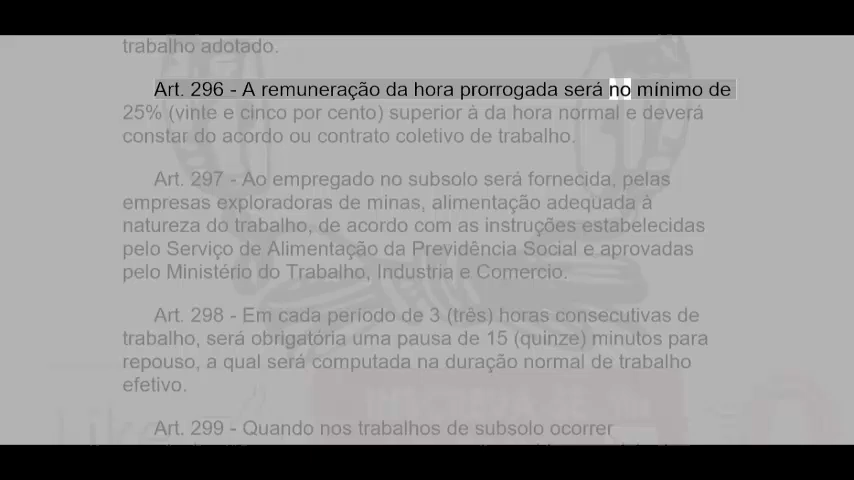 trabalho adotado.
Art. 296 - A remuneração da hora prorrogada será no mínimo de
25% (vinte e cinco por cento) superior à da hora normal e deverá
constar do acordo ou contrato coletivo de trabalho.
Art. 297 - Ao empregado no subsolo será fornecida, pelas
empresas exploradoras de minas, alimentação adequada à
natureza do trabalho, de acordo com as instruções estabelecidas
pelo Serviço de Alimentação da Previdência Social e aprovadas
pelo Ministério do Trabalho, Industria e Comercio.
Art. 298 - Em cada período de 3 (três) horas consecutivas de
trabalho, será obrigatória uma pausa de 15 (quinze) minutos para
repouso, a qual será computada na duração normal de trabalho
efetivo.
Like
Art. 299 - Quando nos trabalhos de subsolo ocorrer